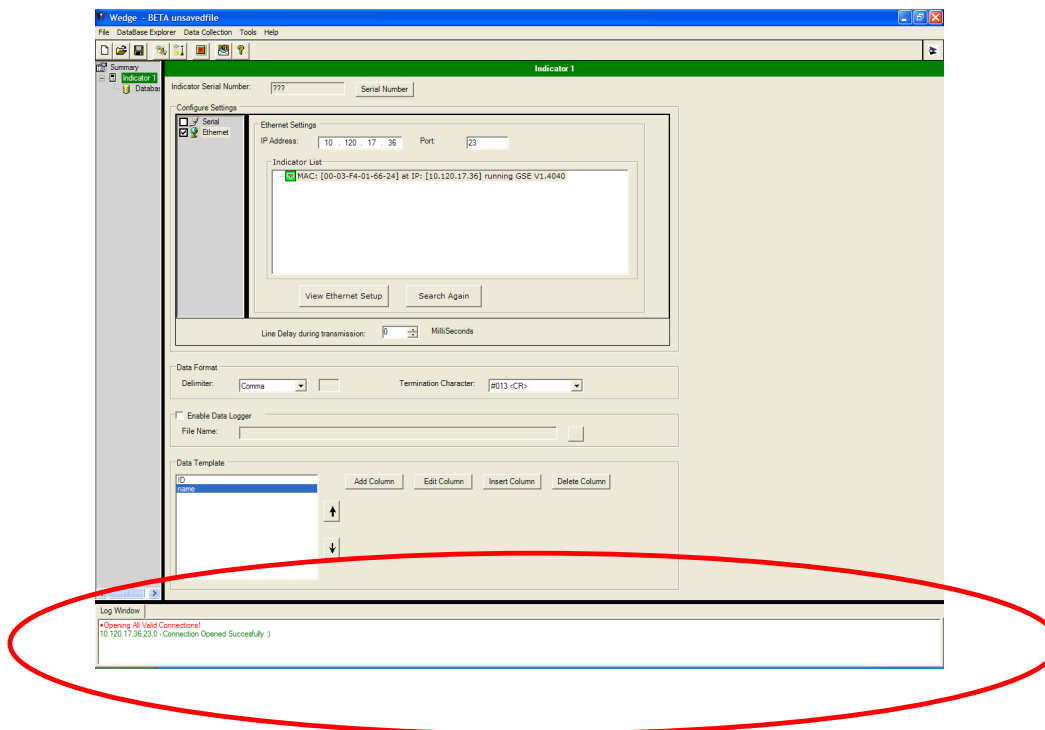 Wedge - BETA unsavedfile
File DataBase Explorer Data Collection Tools Help
Summary
Indicator 1
Databas
Indicator 1
Indicator Serial Number: ??? Serial Number
Configure Settings
Serial
Ethernet
Ethernet Settings
IP Address: 10 . 120 . 17 . 36 Port: 23
Indicator List
MAC: [00-03-F4-01-66-24] at IP: [10.120.17.36] running GSE V1.4040
View Ethernet Setup Search Again
Line Delay during transmission: 0 MilliSeconds
Data Format
Delimiter: Comma Termination Character: #013 <CR>
Enable Data Logger
File Name:
Data Template
ID
name
Add Column Edit Column Insert Column Delete Column
Log Window
+Opening All Valid Connections!
10.120.17.36.23.0 - Connection Opened Succesfully :)